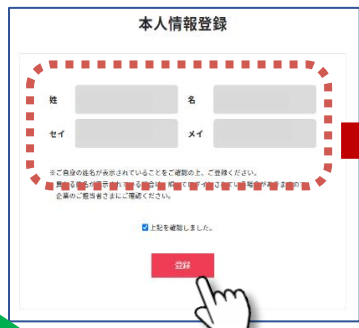 本人情報登録
姓
名
セイ
メイ
※ご自身の姓名が表示されていることをご確認の上、ご登録ください。
企業のご担当者さまにご確認ください。
上記を確認しました。
登録